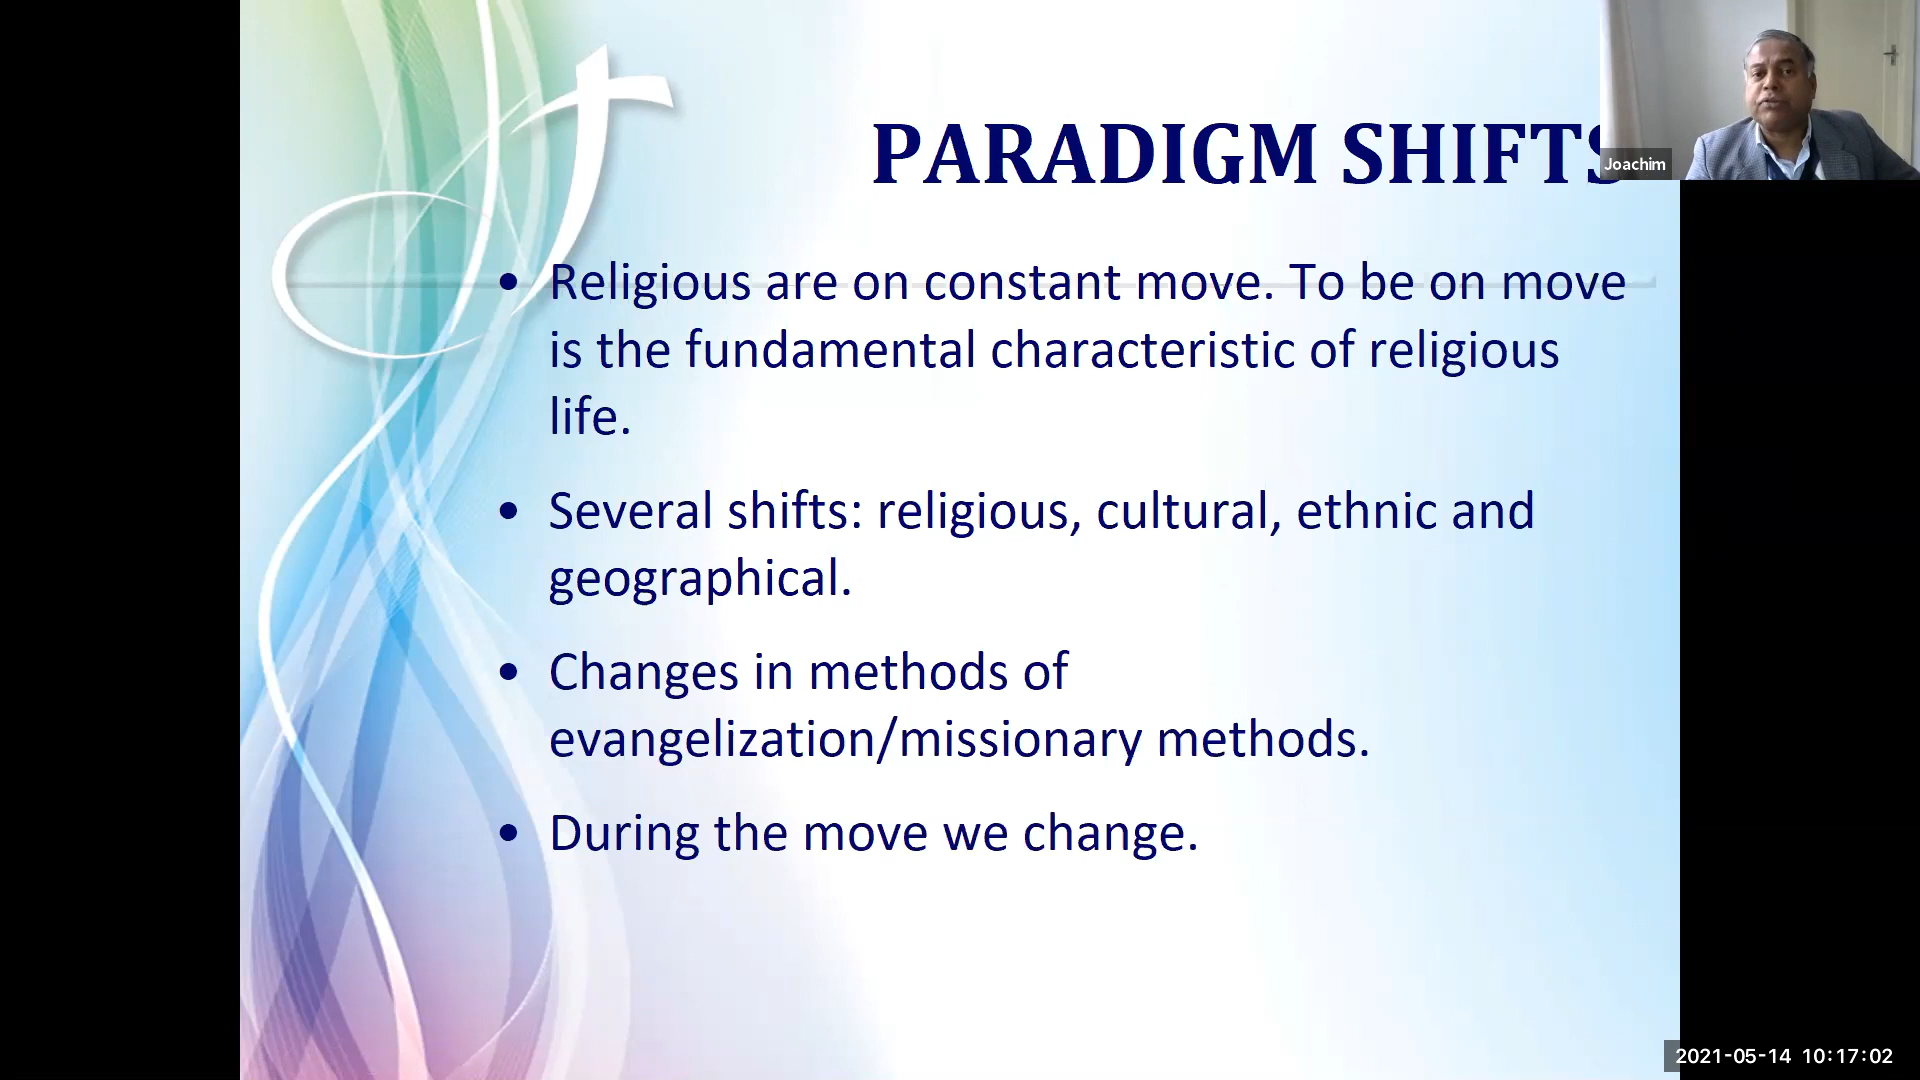 PARADIGM SHIFTS
Joachim
• Religious are on constant move. To be on move
is the fundamental characteristic of religious
life.
• Several shifts: religious, cultural, ethnic and
geographical.
• Changes in methods of
evangelization/missionary methods.
• During the move we change.
2021-05-14 10:17:02